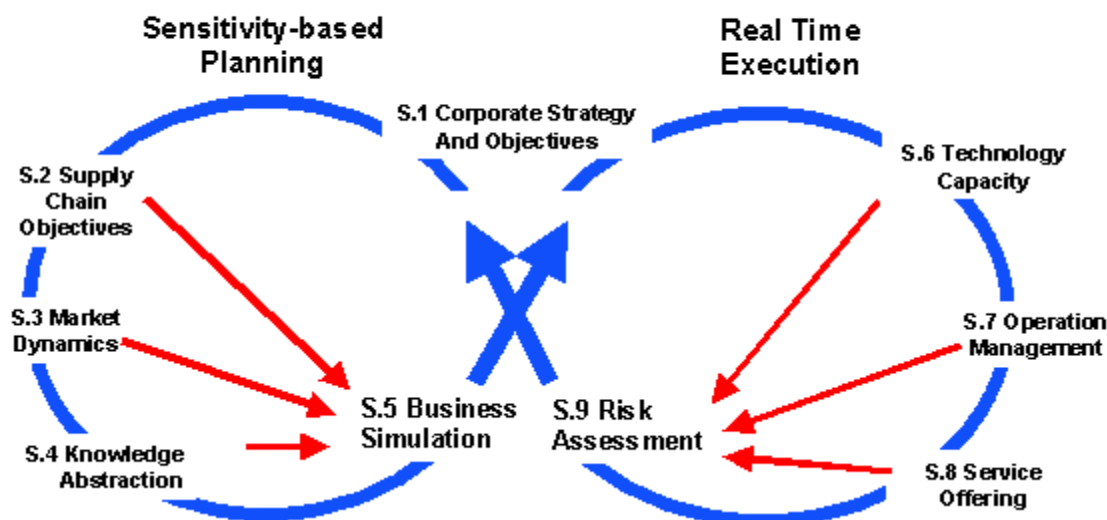 Sensitivity-based
Planning
Real Time
Execution
S.1 Corporate Strategy
And Objectives
S.2 Supply
Chain
Objectives
S.3 Market
Dynamics
S.4 Knowledge
Abstraction
S.5 Business
Simulation
S.6 Technology
Capacity
S.7 Operation
Management
S.8 Service
Offering
S.9 Risk
Assessment